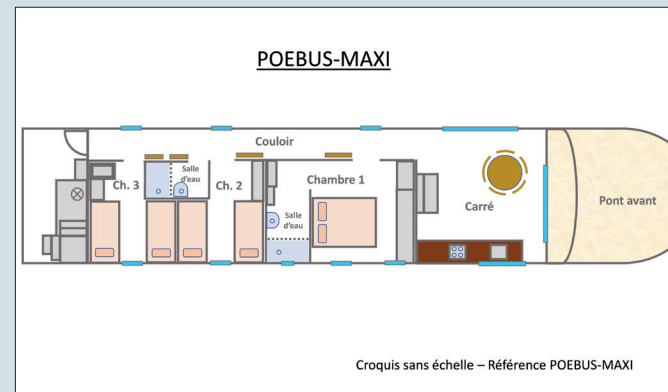 POEBUS-MAXI
Couloir
Ch. 3
Salle
d'eau
Ch. 2
Chambre 1
Salle
d'eau
Carré
Pont avant
Croquis sans échelle – Référence POEBUS-MAXI